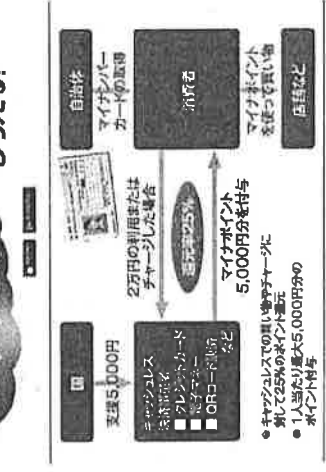 国
支援5,000円
キャッシュレス
決済事業者
■クレジットカード
■電子マネー
■QRコード決済
など
2万円の利用または
チャージした場合
還元率25%
マイナポイント
5,000円分を付与
自治体
マイナンバー
カードの取得
消費者
マイナポイント
を使って買い物
店舗など
●キャッシュレスでの買い物やチャージに
対して25%のポイント還元
●1人当たり最大5,000円分の
ポイント付与